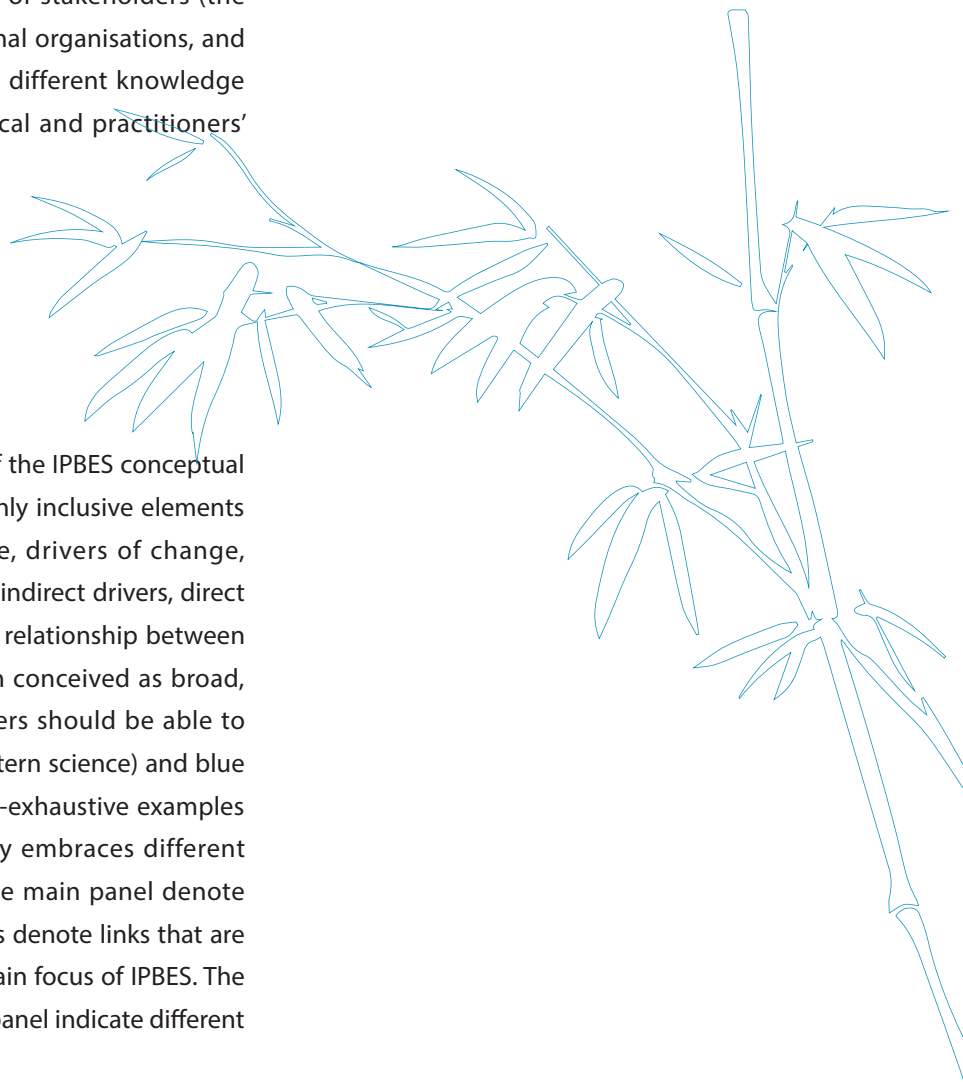 of stakeholders (the
nal organisations, and
different knowledge
cal and practitioners’
the IPBES conceptual
nly inclusive elements
e, drivers of change,
indirect drivers, direct
relationship between
conceived as broad,
ers should be able to
tern science) and blue
-exhaustive examples
y embraces different
e main panel denote
s denote links that are
ain focus of IPBES. The
panel indicate different